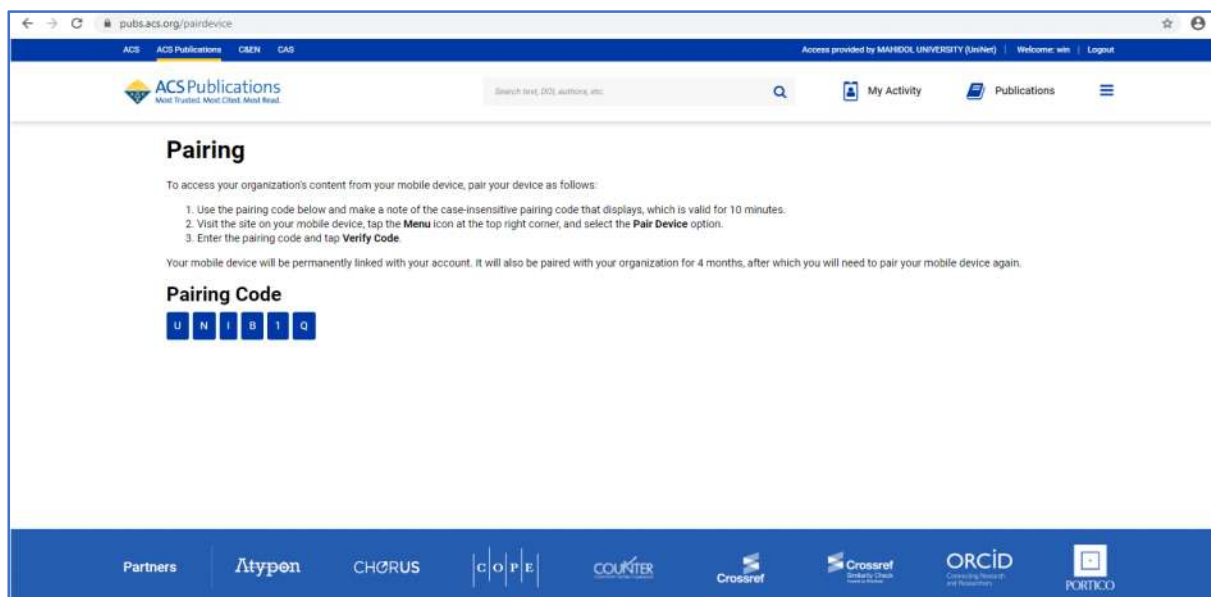 pubs.acs.org/pairdevice
ACS ACS Publications C&EN CAS Access provided by MAHIDOL UNIVERSITY (UniNet) Welcome: win Logout
ACS Publications Search text, DOI, authors, etc. My Activity Publications
Most Trusted. Most Cited. Most Read.
Pairing
To access your organization's content from your mobile device, pair your device as follows:
1. Use the pairing code below and make a note of the case-insensitive pairing code that displays, which is valid for 10 minutes.
2. Visit the site on your mobile device, tap the Menu icon at the top right corner, and select the Pair Device option.
3. Enter the pairing code and tap Verify Code.
Your mobile device will be permanently linked with your account. It will also be paired with your organization for 4 months, after which you will need to pair your mobile device again.
Pairing Code
U N I B 1 Q
Partners Atypon CHORUS C O P E COUNTER Crossref Crossref Similarity Check ORCID Connecting Research and Researchers PORTICO